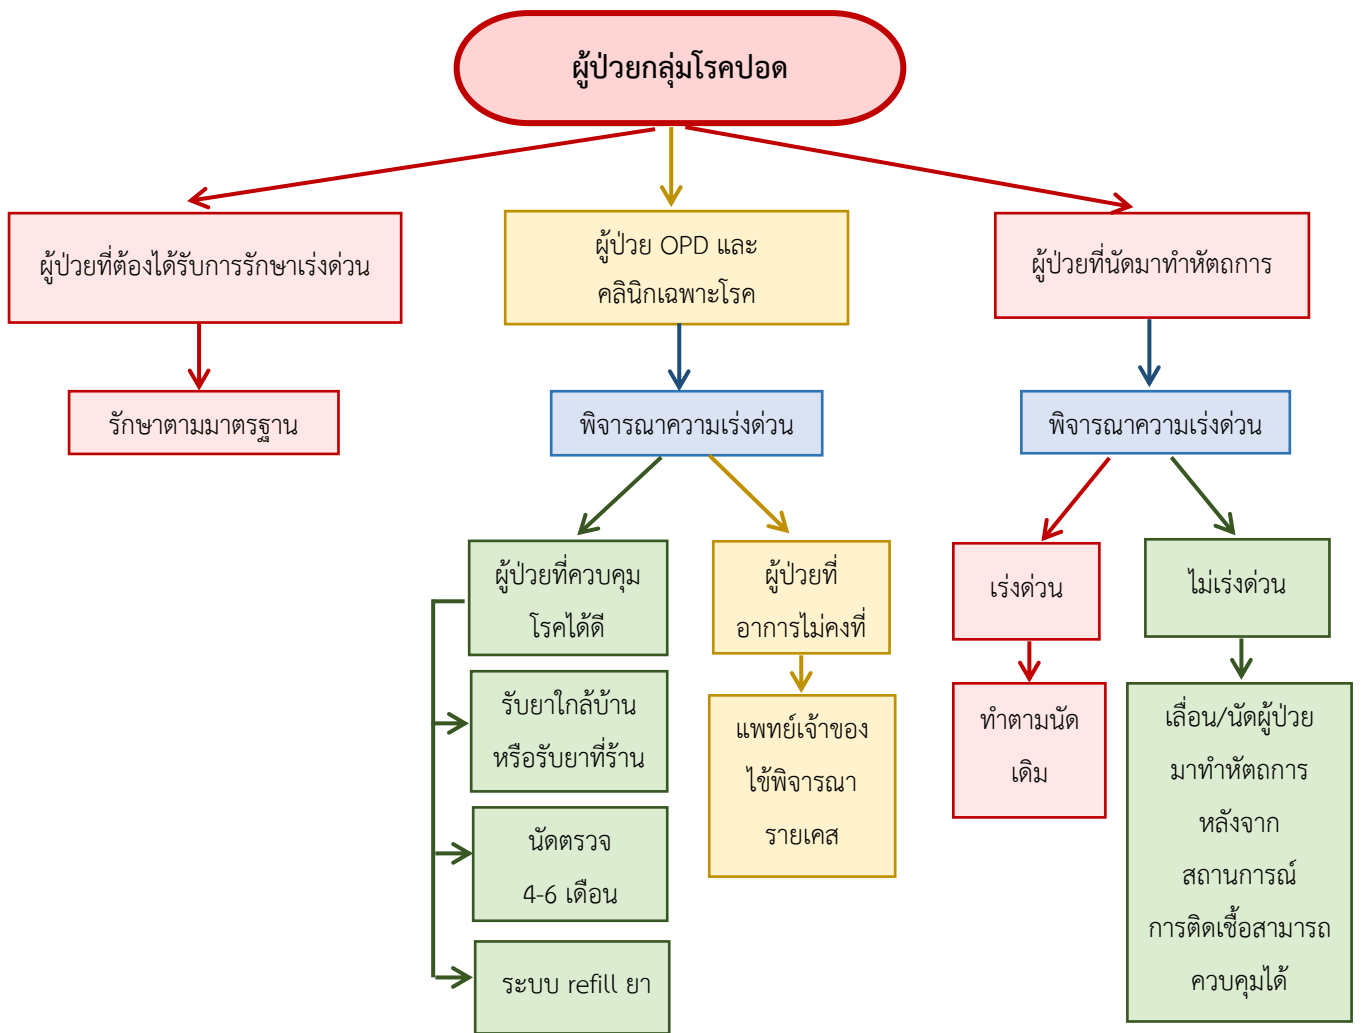 ผู้ป่วยกลุ่มโรคปอด
ผู้ป่วยที่ต้องได้รับการรักษาเร่งด่วน
ผู้ป่วย OPD และ
คลินิกเฉพาะโรค
ผู้ป่วยที่นัดมาทำหัตถการ
รักษาตามมาตรฐาน
พิจารณาความเร่งด่วน
พิจารณาความเร่งด่วน
ผู้ป่วยที่ควบคุม
โรคได้ดี
ผู้ป่วยที่
อาการไม่คงที่
เร่งด่วน
ไม่เร่งด่วน
รับยาใกล้บ้าน
หรือรับยาที่ร้าน
นัดตรวจ
4-6 เดือน
ระบบ refill ยา
แพทย์เจ้าของ
ไข้พิจารณา
รายเคส
ทำตามนัด
เดิม
เลื่อน/นัดผู้ป่วย
มาทำหัตถการ
หลังจาก
สถานการณ์
การติดเชื้อสามารถ
ควบคุมได้